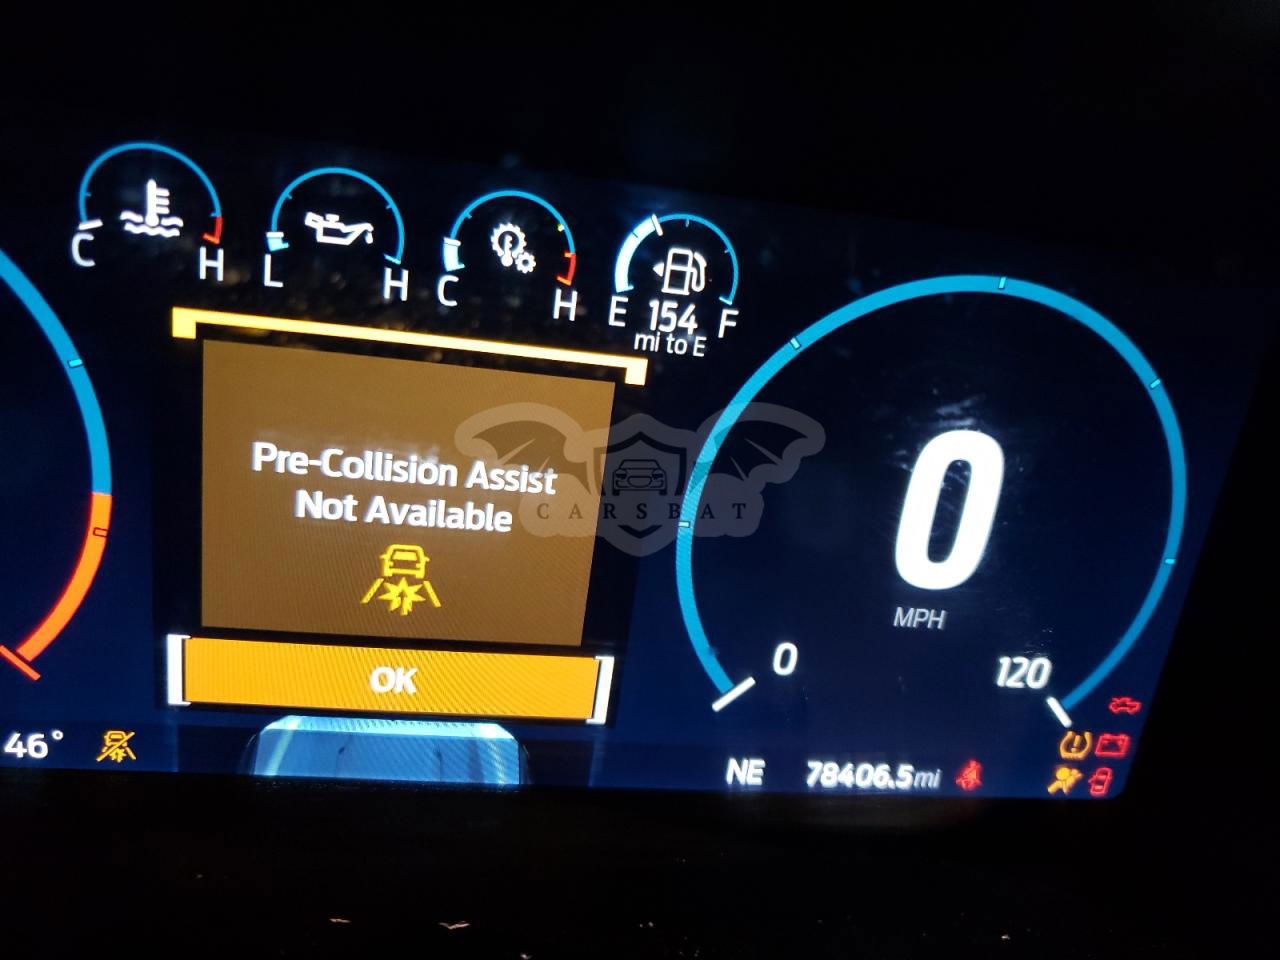 C
H
L
H
C
H
E
154
F
mi to E
Pre-Collision Assist
Not Available
OK
CARSBAT
0
MPH
0
120
46°
NE
78406.5mi